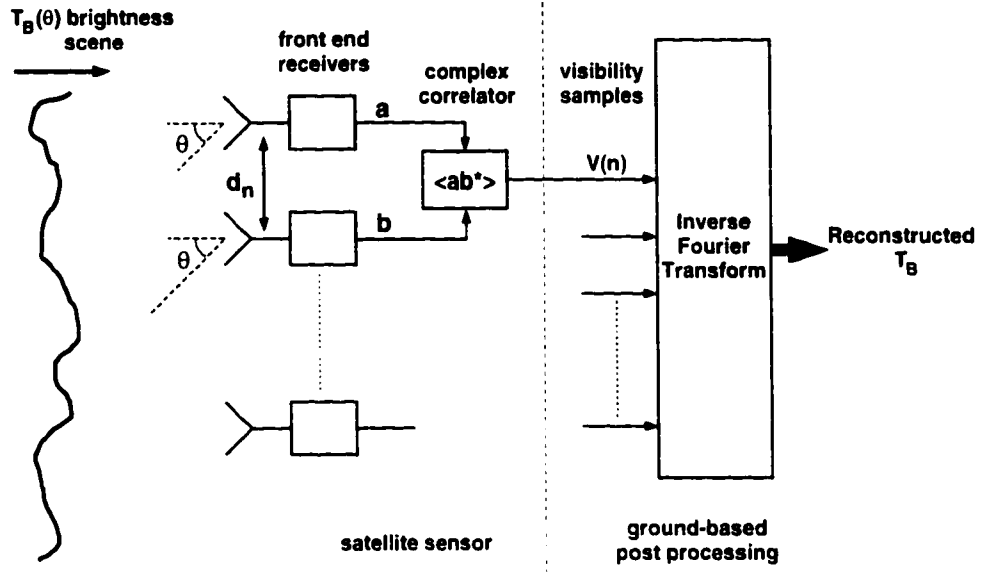 T_B(θ) brightness
scene
front end
receivers
complex
correlator
visibility
samples
a
θ
d_n
<ab*>
V(n)
b
θ
Inverse
Fourier
Transform
Reconstructed
T_B
satellite sensor
ground-based
post processing